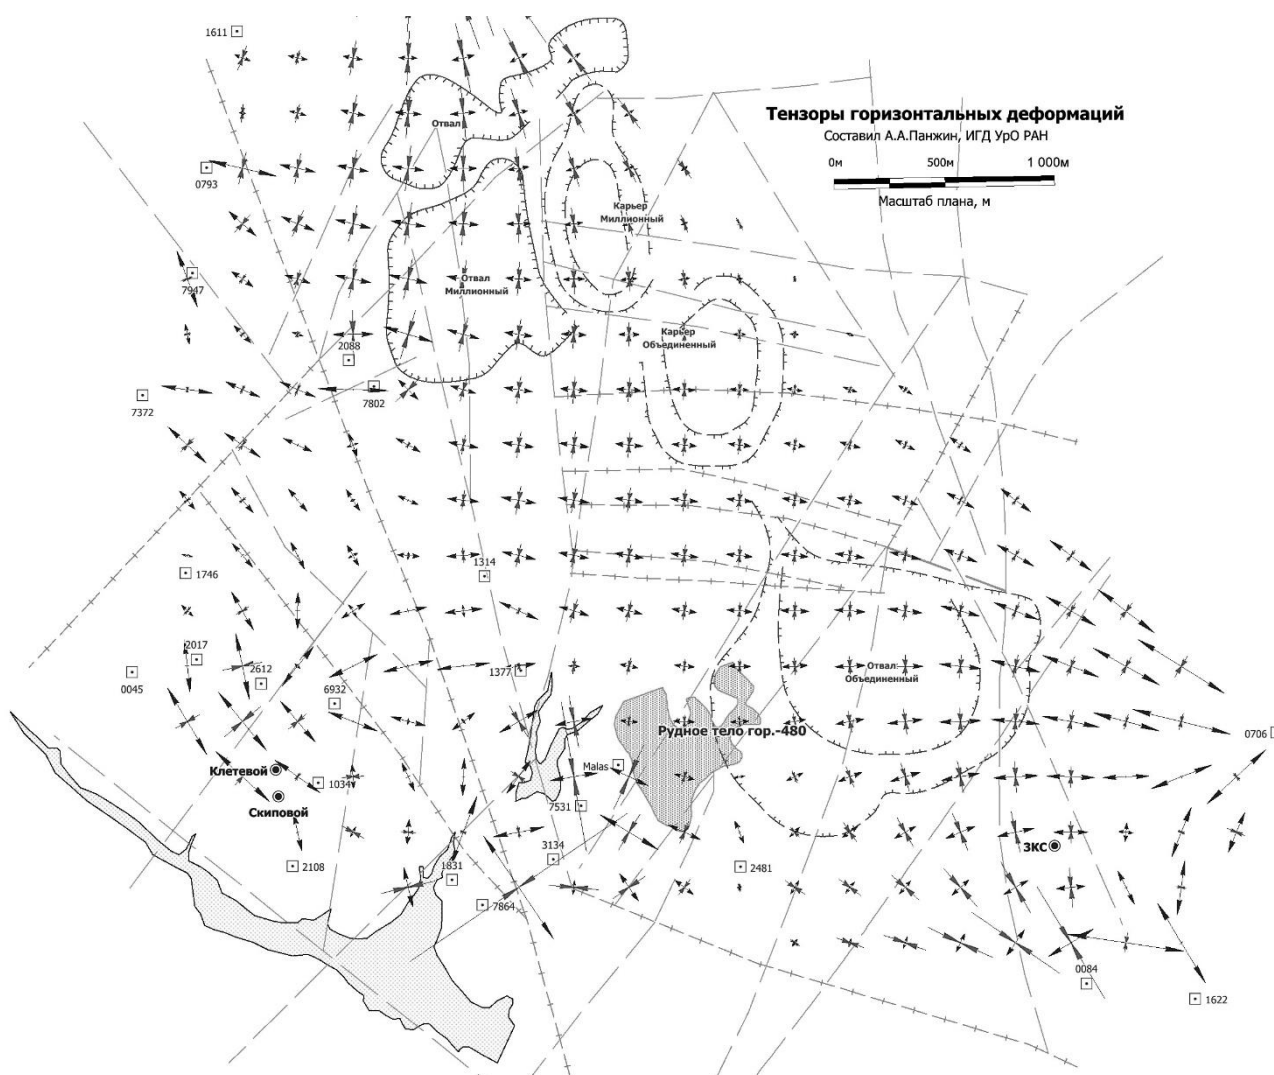 1611
Тензоры горизонтальных деформаций
Составил А.А.Панжин, ИГД УрО РАН
0м 500м 1 000м
Масштаб плана, м
Отвал
0793
Карьер
Миллионный
7947
Отвал
Миллионный
2088
Карьер
Объединенный
7372
7802
1746
1314
2017
2612
0045
6932
1377
Отвал
Объединенный
Рудное тело гор.-480
0706
Клетевой
1034
Malas
Скиповой
7531
2108
1831
3134
2481
ЗКС
7864
0084
1622